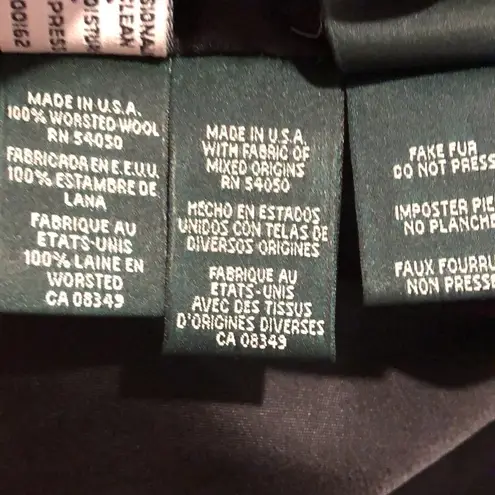 CLEAN
MADE IN U.S.A.
100% WORSTED WOOL
RN 54050
FABRICADA EN E.E.U.U.
100% ESTAMBRE DE
LANA
FABRIQUE AU
ETATS-UNIS
100% LAINE EN
WORSTED
CA 08349
MADE IN U.S.A.
WITH FABRIC OF
MIXED ORIGINS
RN 54050
HECHO EN ESTADOS
UNIDOS CON TELAS DE
DIVERSOS ORIGINES
FABRIQUE AU
ETATS-UNIS
AVEC DES TISSUS
D'ORIGINES DIVERSES
CA 08349
FAKE FUR
DO NOT PRESS
IMPOSTER PIE
NO PLANCHE
FAUX FOURRU
NON PRESSE